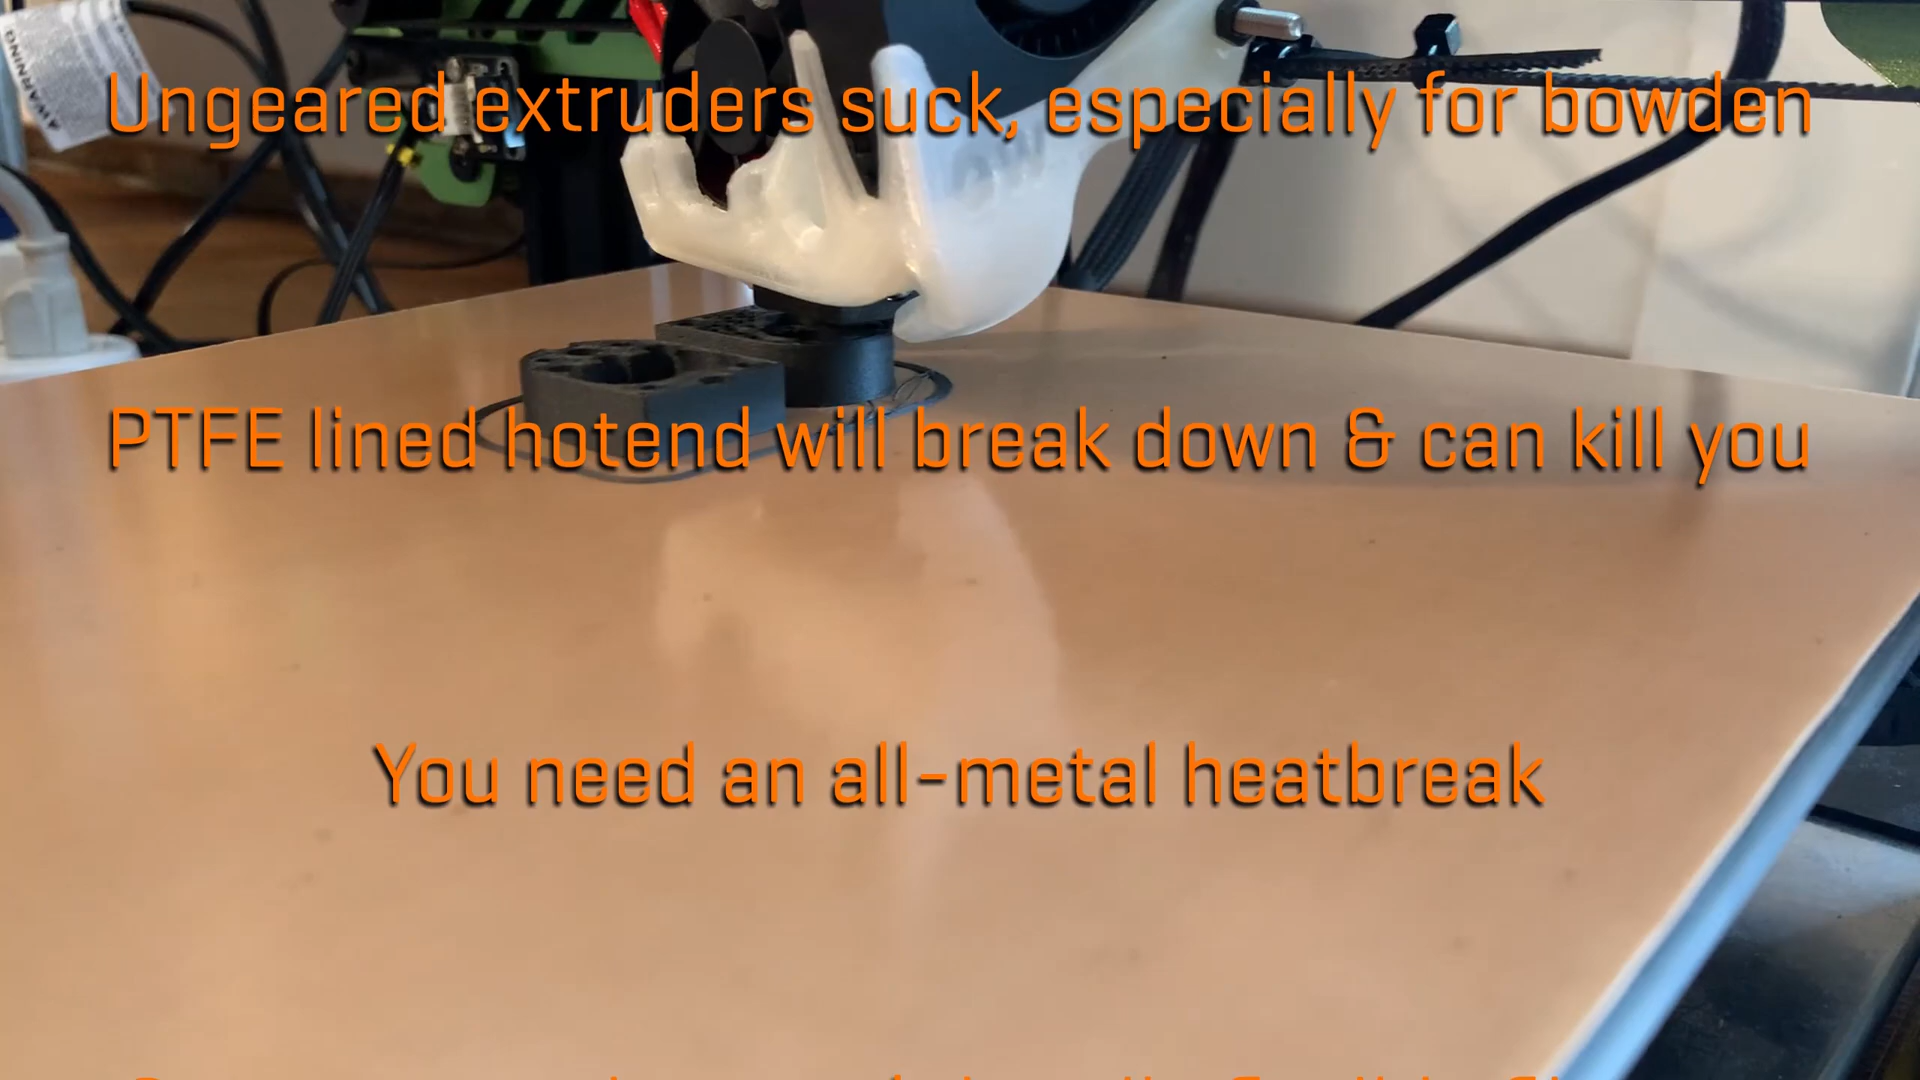 WARNING
Ungeared extruders suck, especially for bowden
PTFE lined hotend will break down & can kill you
You need an all-metal heatbreak